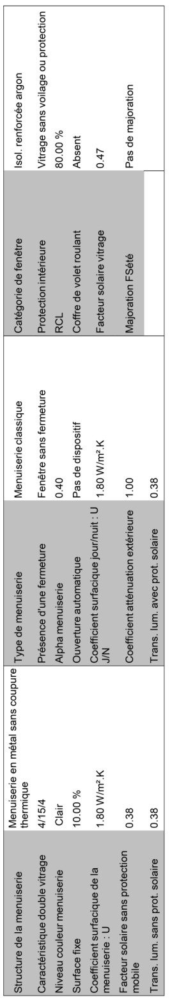 Structure de la menuiserie
Menuiserie en métal sans coupure
thermique
Type de menuiserie
Menuiserie classique
Catégorie de fenêtre
Isol. renforcée argon
Caractéristique double vitrage
4/15/4
Présence d'une fermeture
Fenêtre sans fermeture
Protection intérieure
Vitrage sans voilage ou protection
Niveau couleur menuiserie
Clair
Alpha menuiserie
0.40
RCL
80.00 %
Surface fixe
10.00 %
Ouverture automatique
Pas de dispositif
Coffre de volet roulant
Absent
Coefficient surfacique de la
menuiserie : U
1.80 W/m².K
Coefficient surfacique jour/nuit : U
J/N
1.80 W/m².K
Facteur solaire vitrage
0.47
Facteur solaire sans protection
mobile
0.38
Coefficient atténuation extérieure
1.00
Majoration FSété
Pas de majoration
Trans. lum. sans prot. solaire
0.38
Trans. lum. avec prot. solaire
0.38